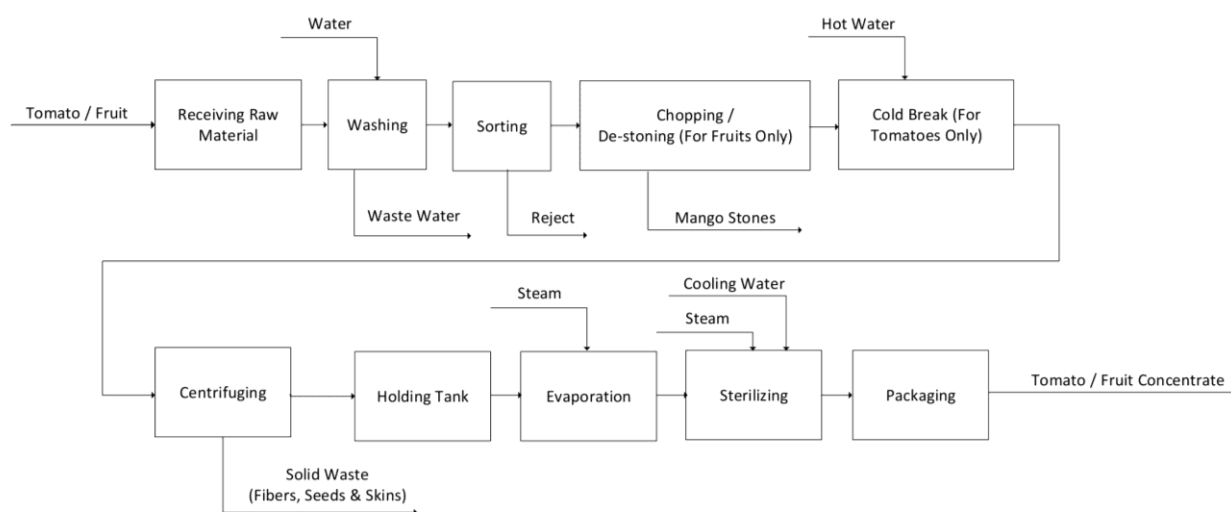 Water
Hot Water
Tomato / Fruit
Receiving Raw
Material
Washing
Sorting
Chopping /
De-stoning (For Fruits Only)
Cold Break (For
Tomatoes Only)
Waste Water
Reject
Mango Stones
Cooling Water
Steam
Steam
Centrifuging
Holding Tank
Evaporation
Sterilizing
Packaging
Tomato / Fruit Concentrate
Solid Waste
(Fibers, Seeds & Skins)